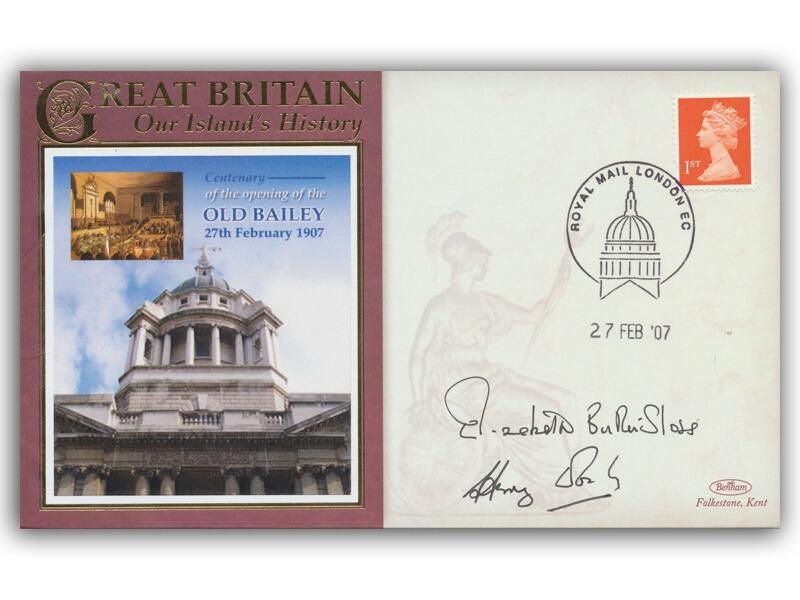 GREAT BRITAIN
Our Island's History
Centenary
of the opening of the
OLD BAILEY
27th February 1907
1ST
ROYAL MAIL LONDON EC
27 FEB '07
Elizabeth Butler-Sloss
Henry
Benham
Folkestone, Kent